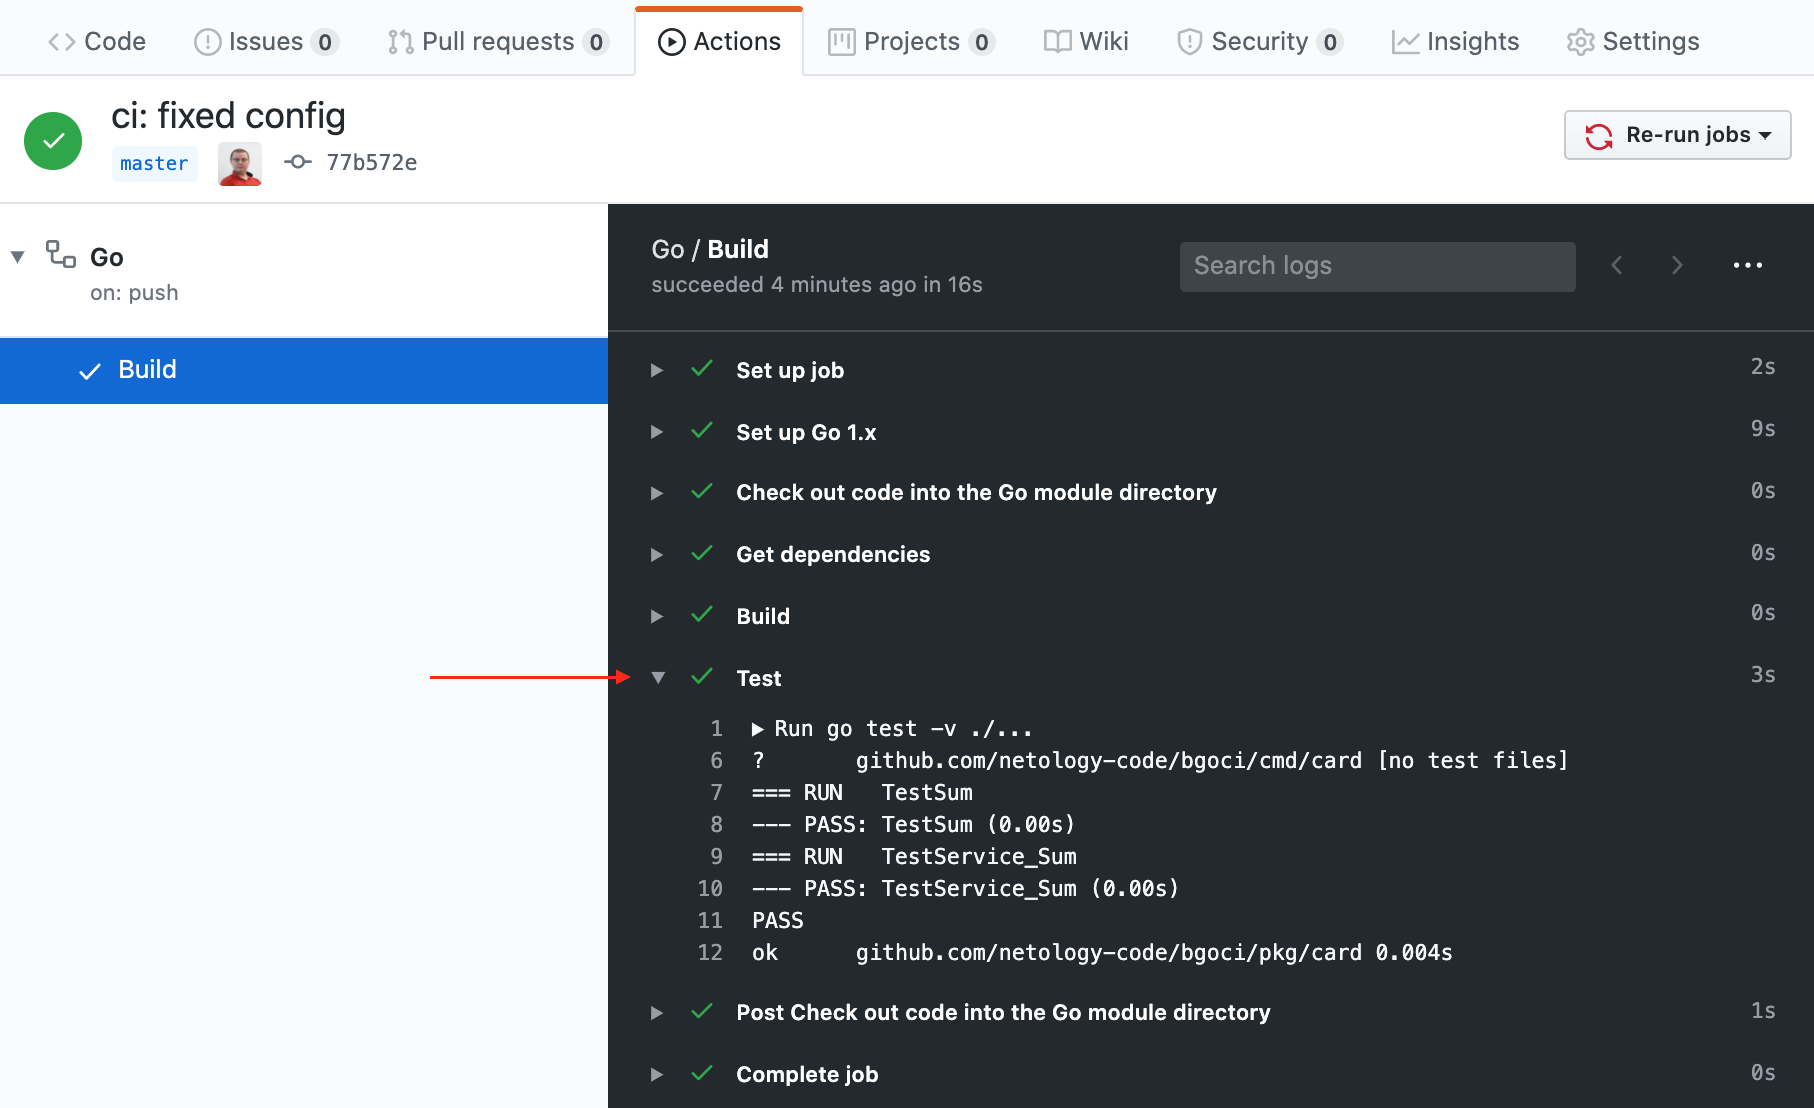 Code Issues 0 Pull requests 0 Actions Projects 0 Wiki Security 0 Insights Settings
ci: fixed config
master 77b572e
Re-run jobs
Go
on: push
Build
Go / Build
succeeded 4 minutes ago in 16s
Search logs
Set up job 2s
Set up Go 1.x 9s
Check out code into the Go module directory 0s
Get dependencies 0s
Build 0s
Test 3s
1 ▶ Run go test -v ./...
6 ? github.com/netology-code/bgoci/cmd/card [no test files]
7 === RUN TestSum
8 --- PASS: TestSum (0.00s)
9 === RUN TestService_Sum
10 --- PASS: TestService_Sum (0.00s)
11 PASS
12 ok github.com/netology-code/bgoci/pkg/card 0.004s
Post Check out code into the Go module directory 1s
Complete job 0s